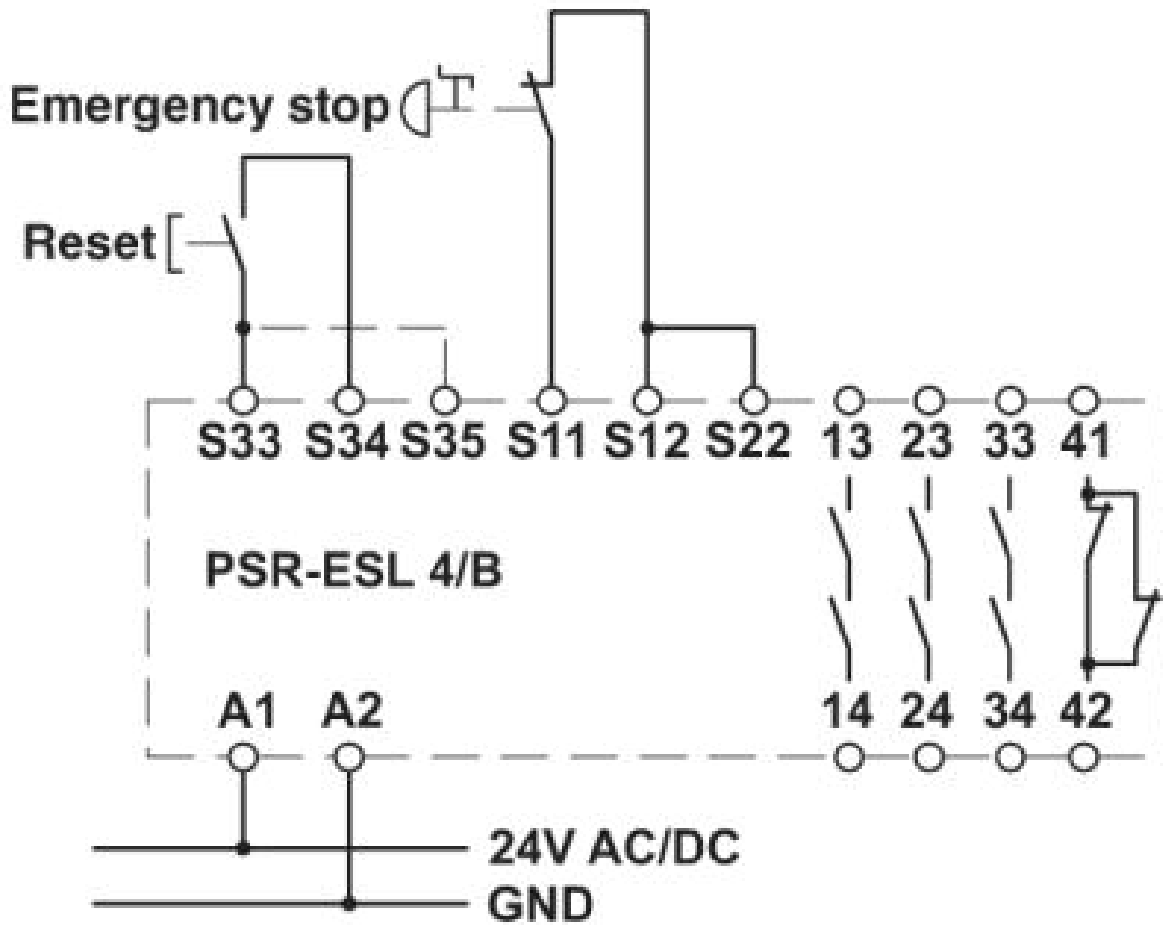 Emergency stop
Reset
S33 S34 S35 S11 S12 S22 13 23 33 41
PSR-ESL 4/B
A1 A2 14 24 34 42
24V AC/DC
GND